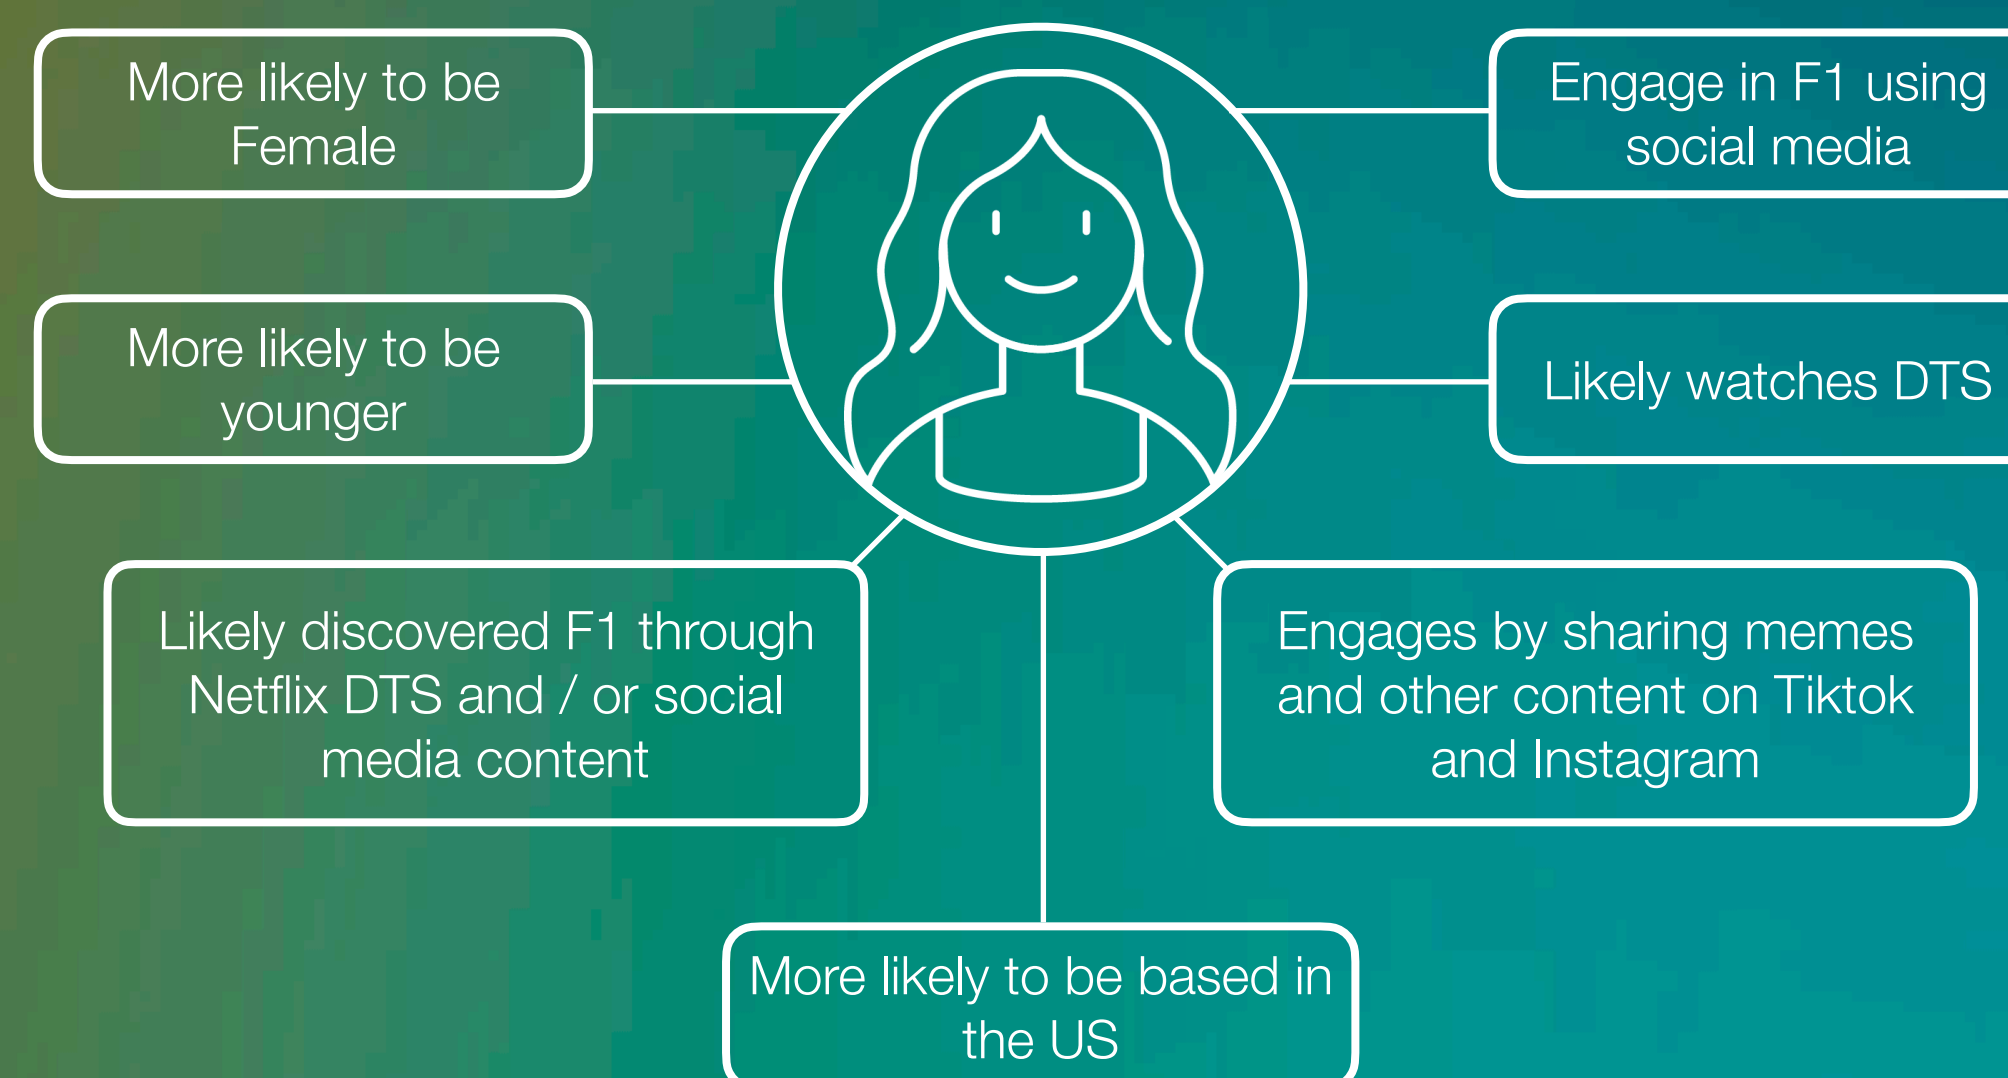 More likely to be
Female
Engage in F1 using
social media
More likely to be
younger
Likely watches DTS
Likely discovered F1 through
Netflix DTS and / or social
media content
Engages by sharing memes
and other content on Tiktok
and Instagram
More likely to be based in
the US